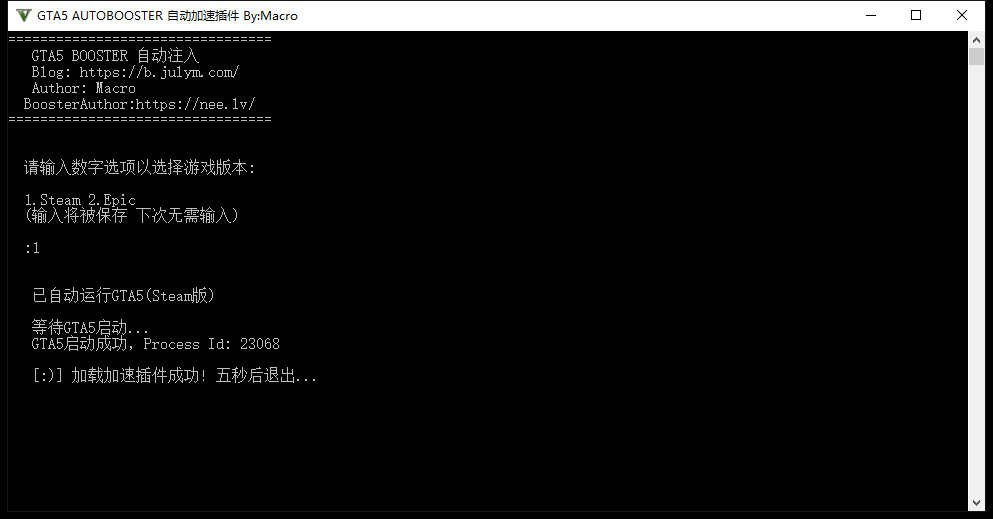 GTA5 AUTOBOOSTER 自动加速插件 By:Macro
=================================
GTA5 BOOSTER 自动注入
Blog: https://b.julym.com/
Author: Macro
BoosterAuthor:https://nee.lv/
=================================
请输入数字选项以选择游戏版本:
1.Steam 2.Epic
(输入将被保存 下次无需输入)
:1
已自动运行GTA5(Steam版)
等待GTA5启动...
GTA5启动成功，Process Id: 23068
[:)] 加载加速插件成功! 五秒后退出...